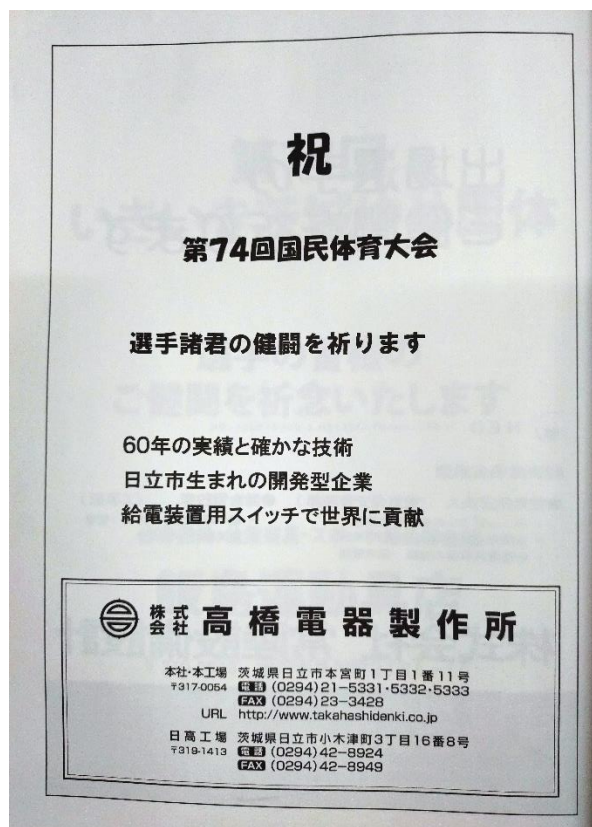 祝
第74回国民体育大会
選手諸君の健闘を祈ります
60年の実績と確かな技術
日立市生まれの開発型企業
給電装置用スイッチで世界に貢献
株式会社 高橋電器製作所
本社・本工場 茨城県日立市本宮町1丁目1番11号
〒317-0054 電話 (0294)21-5331・5332・5333
FAX (0294)23-3428
URL http://www.takahashidenki.co.jp
日高工場 茨城県日立市小木津町3丁目16番8号
〒319-1413 電話 (0294)42-8924
FAX (0294)42-8949